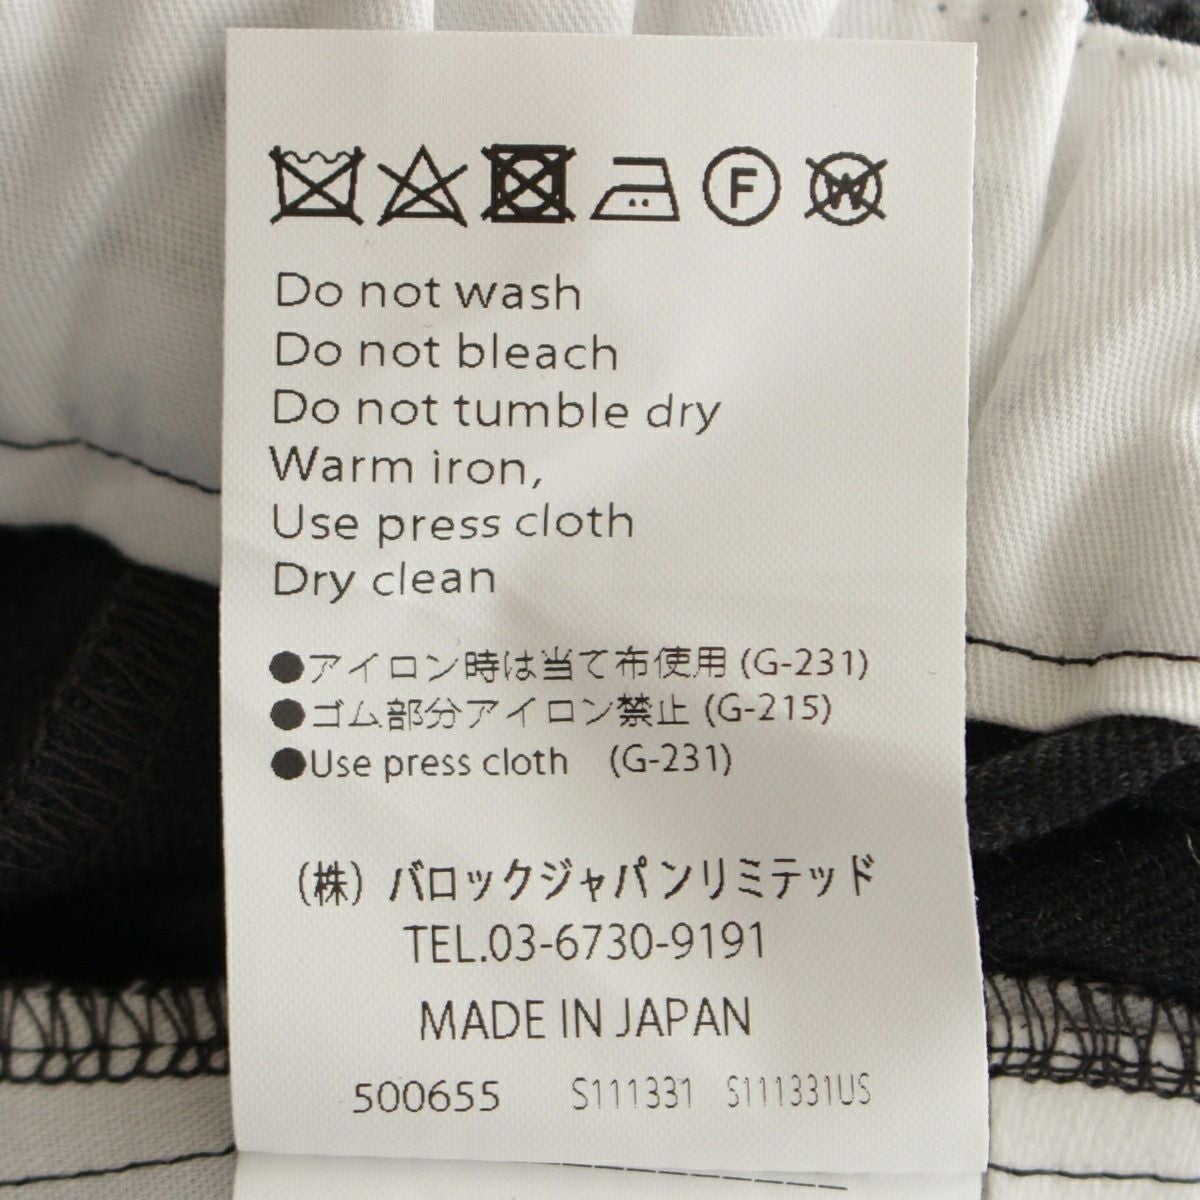 F W
Do not wash
Do not bleach
Do not tumble dry
Warm iron,
Use press cloth
Dry clean
●アイロン時は当て布使用 (G-231)
●ゴム部分アイロン禁止 (G-215)
●Use press cloth (G-231)
(株) バロックジャパンリミテッド
TEL.03-6730-9191
MADE IN JAPAN
500655 S111331 S111331US